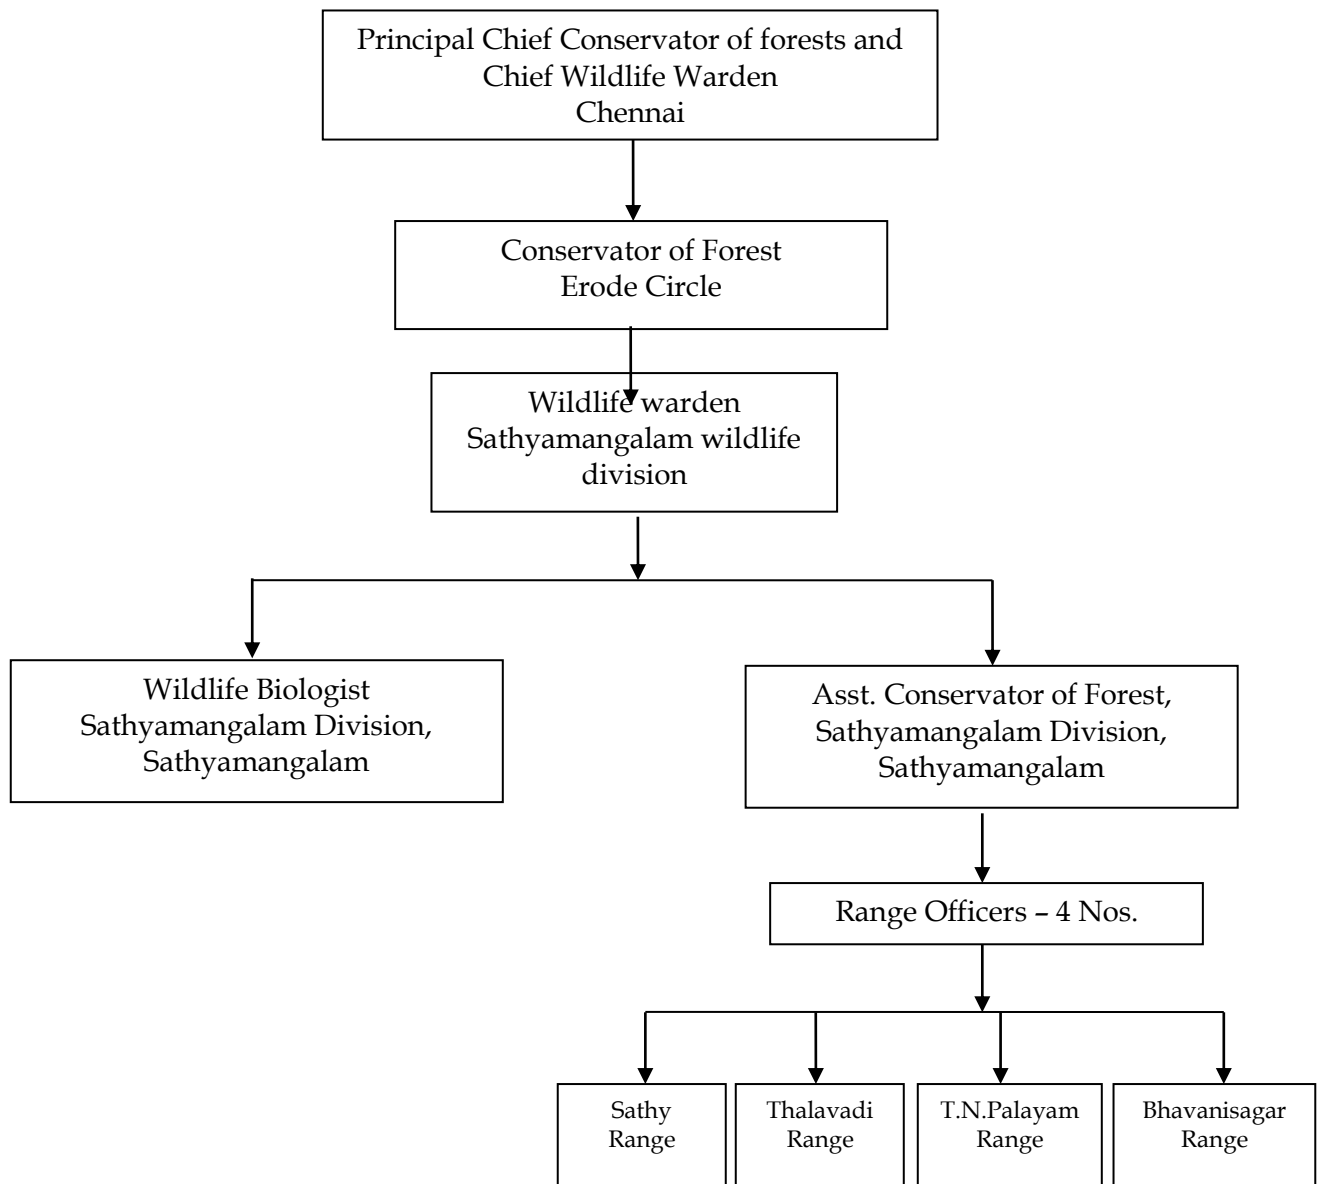 Principal Chief Conservator of forests and
Chief Wildlife Warden
Chennai
Conservator of Forest
Erode Circle
Wildlife warden
Sathyamangalam wildlife
division
Wildlife Biologist
Sathyamangalam Division,
Sathyamangalam
Asst. Conservator of Forest,
Sathyamangalam Division,
Sathyamangalam
Range Officers – 4 Nos.
Sathy
Range
Thalavadi
Range
T.N.Palayam
Range
Bhavanisagar
Range